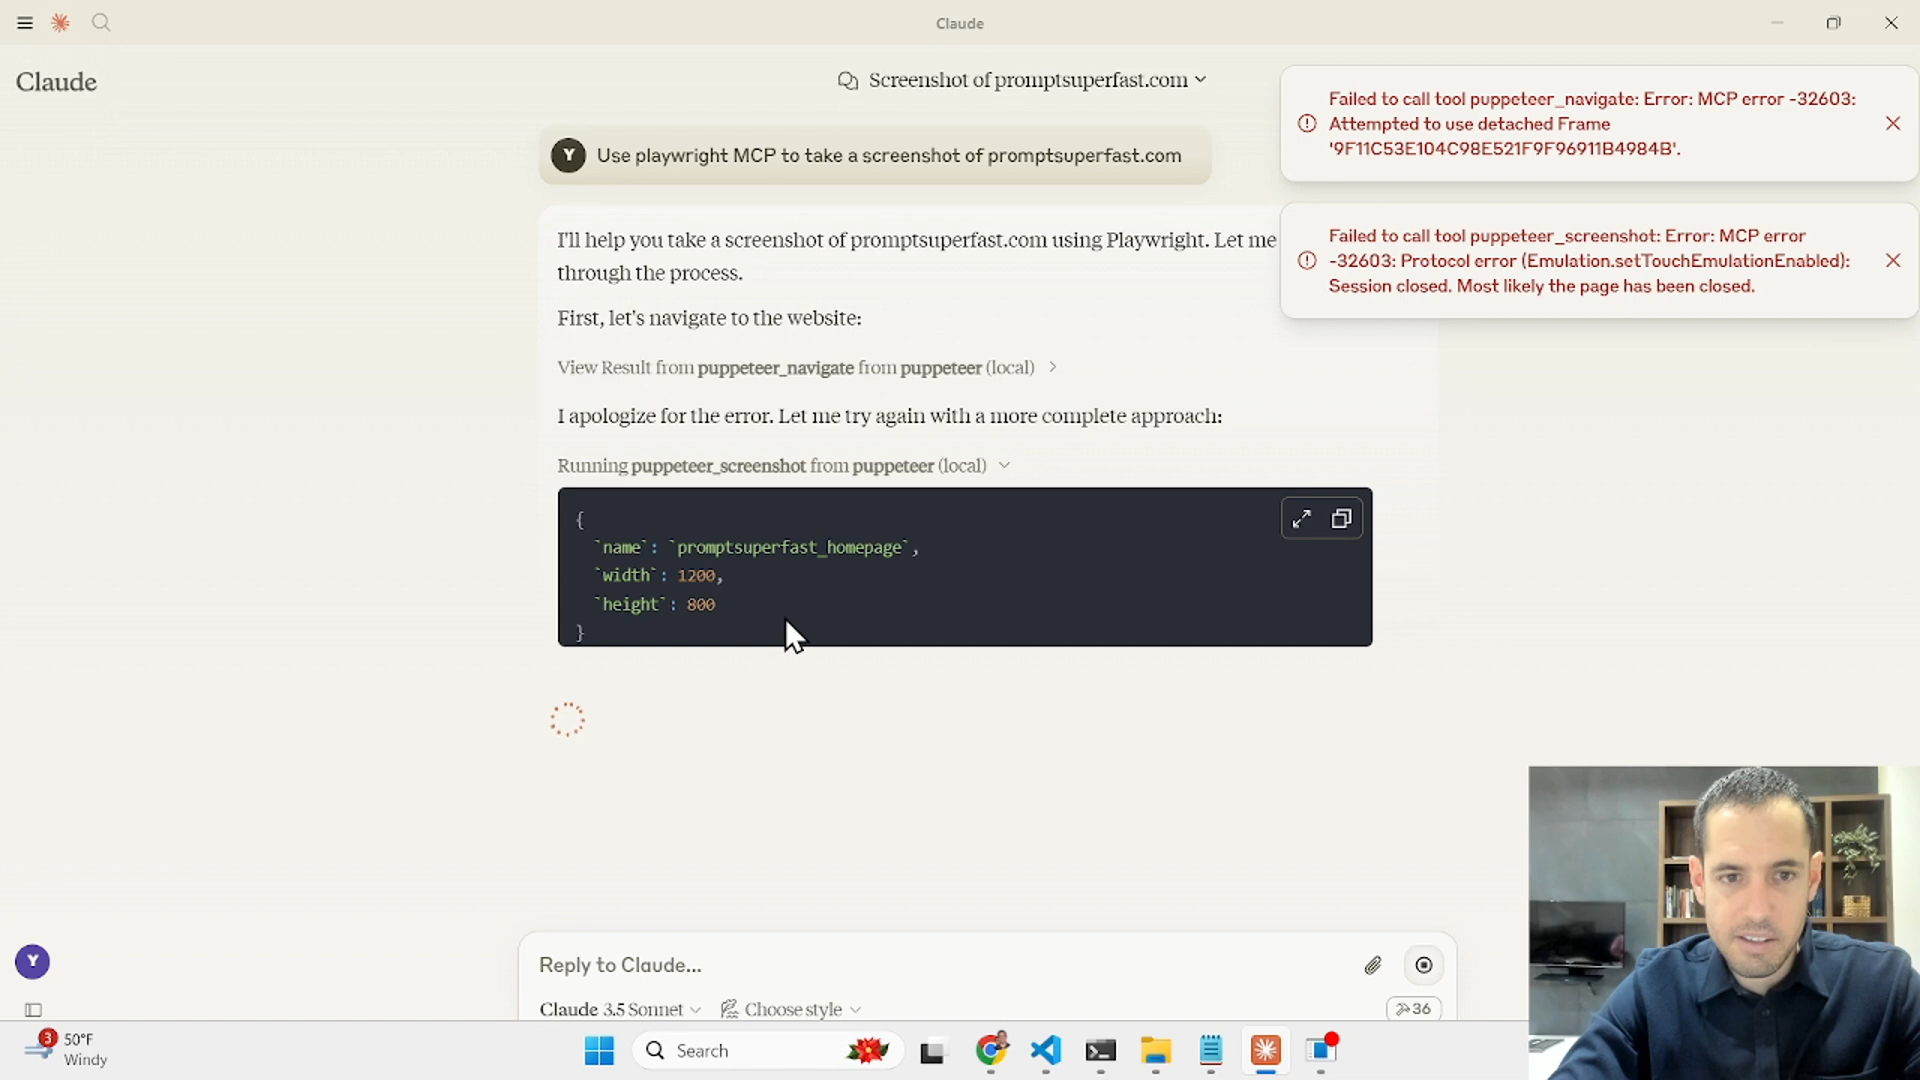 Claude
Claude
Screenshot of promptsuperfast.com
Failed to call tool puppeteer_navigate: Error: MCP error -32603:
Attempted to use detached Frame
'9F11C53E104C98E521F9F96911B4984B'.
Y
Use playwright MCP to take a screenshot of promptsuperfast.com
Failed to call tool puppeteer_screenshot: Error: MCP error
-32603: Protocol error (Emulation.setTouchEmulationEnabled):
Session closed. Most likely the page has been closed.
I'll help you take a screenshot of promptsuperfast.com using Playwright. Let me
through the process.
First, let's navigate to the website:
View Result from puppeteer_navigate from puppeteer (local)
I apologize for the error. Let me try again with a more complete approach:
Running puppeteer_screenshot from puppeteer (local)
{
`name`: `promptsuperfast_homepage`,
`width`: 1200,
`height`: 800
}
Y
Reply to Claude...
Claude 3.5 Sonnet
Choose style
36
3
50°F
Windy
Search